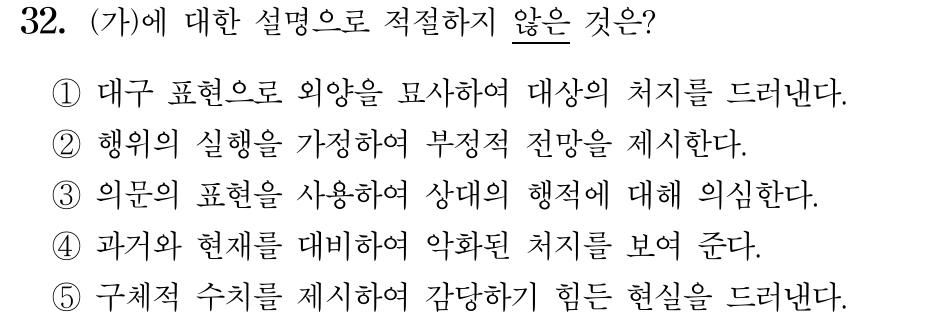 32. (가)에 대한 설명으로 적절하지 않은 것은?
① 대구 표현으로 외양을 묘사하여 대상의 처지를 드러낸다.
② 행위의 실행을 가정하여 부정적 전망을 제시한다.
③ 의문의 표현을 사용하여 상대의 행적에 대해 의심한다.
④ 과거와 현재를 대비하여 악화된 처지를 보여 준다.
⑤ 구체적 수치를 제시하여 감당하기 힘든 현실을 드러낸다.